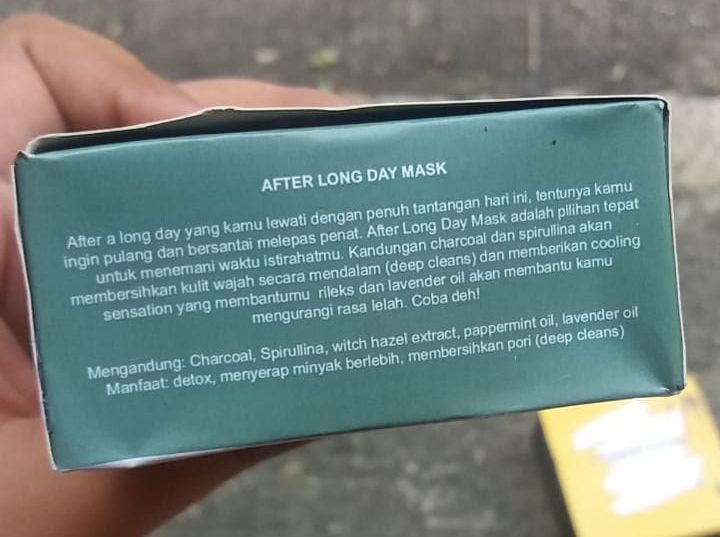 AFTER LONG DAY MASK
After a long day yang kamu lewati dengan penuh tantangan hari ini, tentunya kamu
ingin pulang dan bersantai melepas penat. After Long Day Mask adalah pilihan tepat
untuk menemani waktu istirahatmu. Kandungan charcoal dan spirullina akan
membersihkan kulit wajah secara mendalam (deep cleans) dan memberikan cooling
sensation yang membantumu rileks dan lavender oil akan membantu kamu
mengurangi rasa lelah. Coba deh!
Mengandung: Charcoal, Spirullina, witch hazel extract, pappermint oil, lavender oil
Manfaat: detox, menyerap minyak berlebih, membersihkan pori (deep cleans)